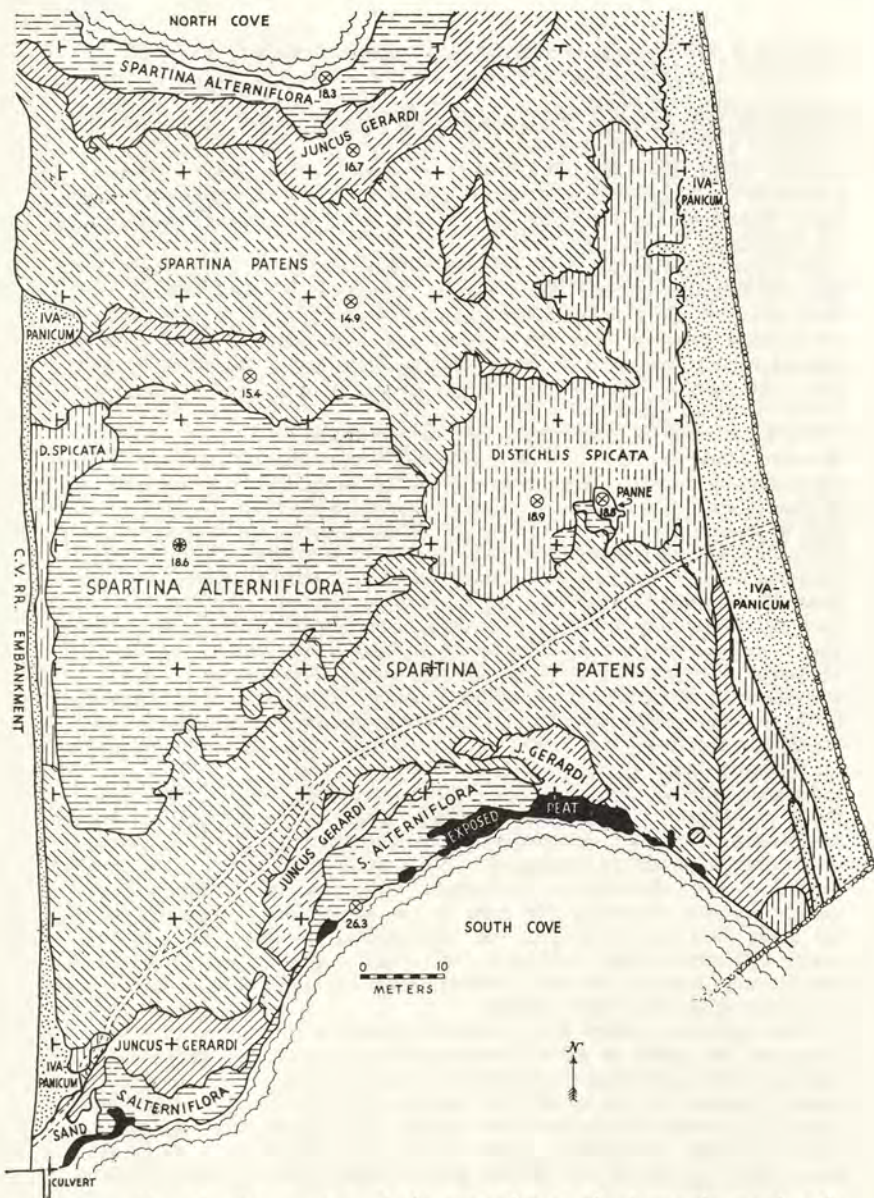 NORTH COVE
SPARTINA ALTERNIFLORA
18.3
JUNCUS GERARDI
16.7
IVA-
PANICUM
SPARTINA PATENS
14.9
IVA-
PANICUM
15.4
D. SPICATA
DISTICHLIS SPICATA
PANNE
18.9
18.8
18.6
C.V. RR. EMBANKMENT
SPARTINA ALTERNIFLORA
IVA-
PANICUM
SPARTINA PATENS
J. GERARDI
JUNCUS GERARDI
S. ALTERNIFLORA
EXPOSED PEAT
26.3
SOUTH COVE
0 10
METERS
JUNCUS GERARDI
N
IVA-
PANICUM
S. ALTERNIFLORA
SAND
CULVERT